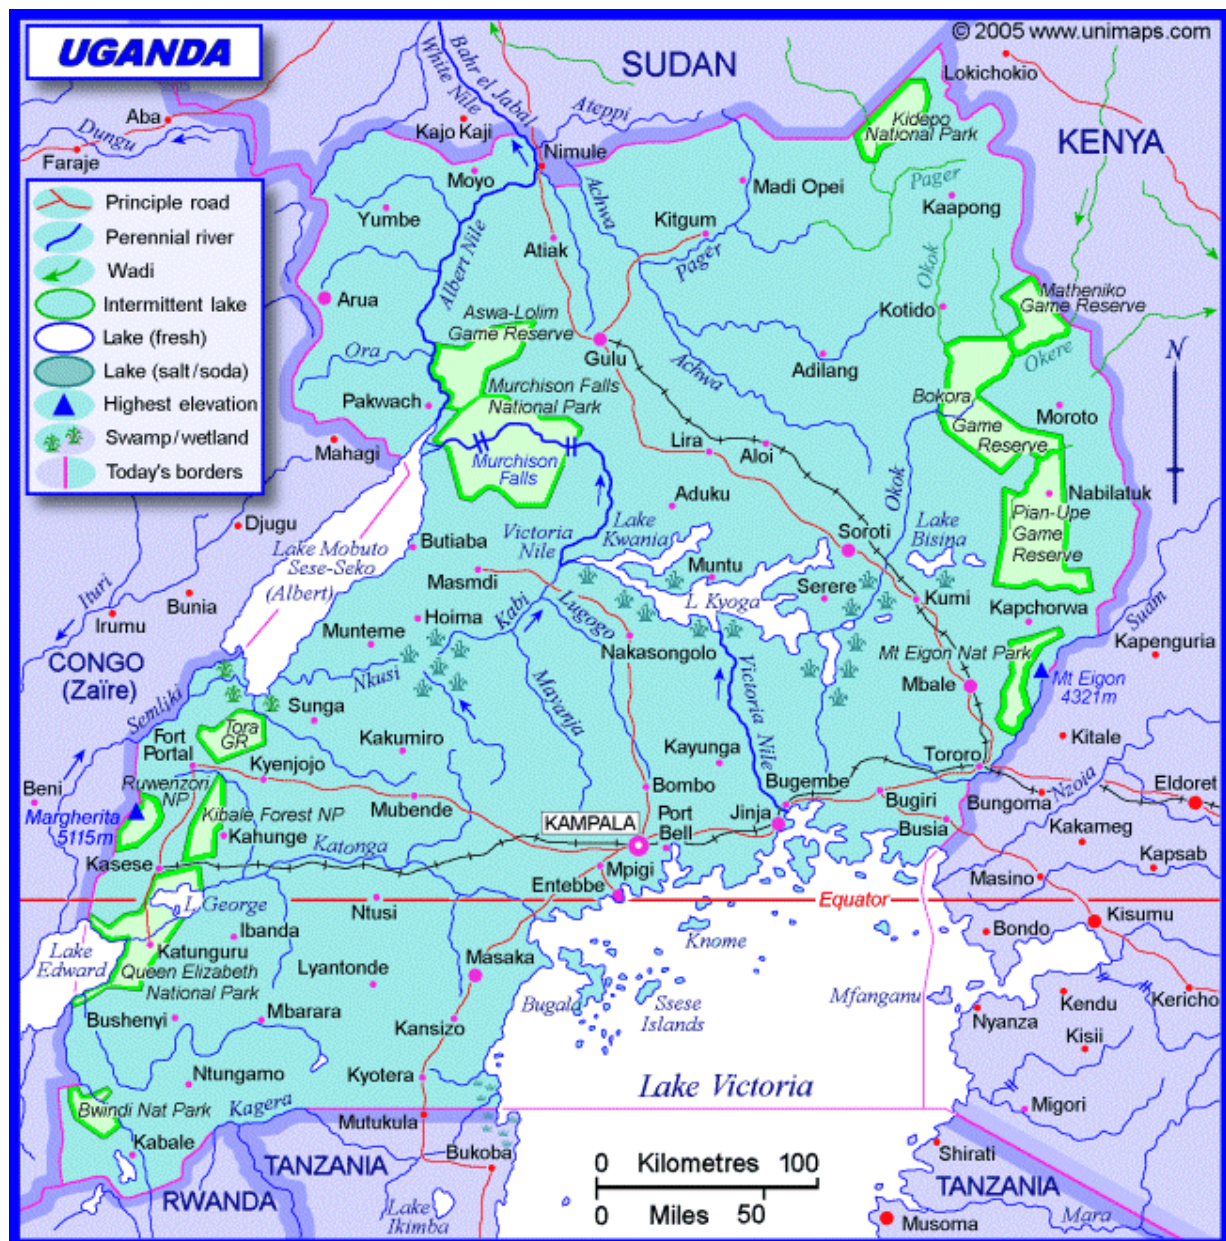 UGANDA
© 2005 www.unimaps.com
SUDAN
KENYA
Lokichokio
White Nile
Bahr el Jabal
Ateppi
Aba
Dungu
Faraje
Kajo Kaji
Nimule
Kidepo
National Park
Principle road
Perennial river
Wadi
Intermittent lake
Lake (fresh)
Lake (salt/soda)
Highest elevation
Swamp/wetland
Today's borders
Moyo
Yumbe
Achwa
Madi Opei
Pager
Kaapong
Albert Nile
Atiak
Kitgum
Pager
Okok
Arua
Aswa-Lolim
Game Reserve
Kotido
Matheniko
Game Reserve
N
Ora
Gulu
Achwa
Adilang
Okere
Pakwach
Murchison Falls
National Park
Bokora
Game
Reserve
Moroto
Mahagi
Murchison
Falls
Lira
Aloi
Djugu
Aduku
Okok
Nabilatuk
Pian-Upe
Game
Reserve
Lake Mobuto
Sese-Seko
(Albert)
Butiaba
Victoria
Nile
Lake
Kwania
Soroti
Lake
Bisina
Ituri
Irumu
Bunia
Masmdi
Muntu
L Kyoga
Serere
Kumi
Kapchorwa
Suam
Hoima
Kabi
Lugogo
Munteme
Nakasongolo
Kapenguria
CONGO
(Zaïre)
Nkusi
Mt Eigon Nat Park
Mbale
Mt Eigon
4321m
Semliki
Sunga
Mayanja
Victoria Nile
Fort
Portal
Tora
GR
Kakumiro
Kayunga
Kitale
Beni
Kyenjojo
Bombo
Bugembe
Tororo
Nzoia
Eldoret
Ruwenzori
NP
Mubende
Bugiri
Bungoma
Margherita
5115m
Kibale Forest NP
KAMPALA
Port
Bell
Jinja
Busia
Kakameg
Kahunge
Katonga
Kasese
Mpigi
Kapsab
Entebbe
Masino
L. George
Ntusi
Equator
Kisumu
Ibanda
Knome
Bondo
Lake
Edward
Katunguru
Queen Elizabeth
National Park
Lyantonde
Masaka
Bugala
Ssese
Islands
Mfanganu
Kendu
Kericho
Bushenyi
Mbarara
Kansizo
Nyanza
Kisii
Ntungamo
Kyotera
Lake Victoria
Bwindi Nat Park
Kagera
Mutukula
Migori
Kabale
TANZANIA
Bukoba
0 Kilometres 100
0 Miles 50
Shirati
TANZANIA
RWANDA
Lake
Ikimba
Musoma
Mara